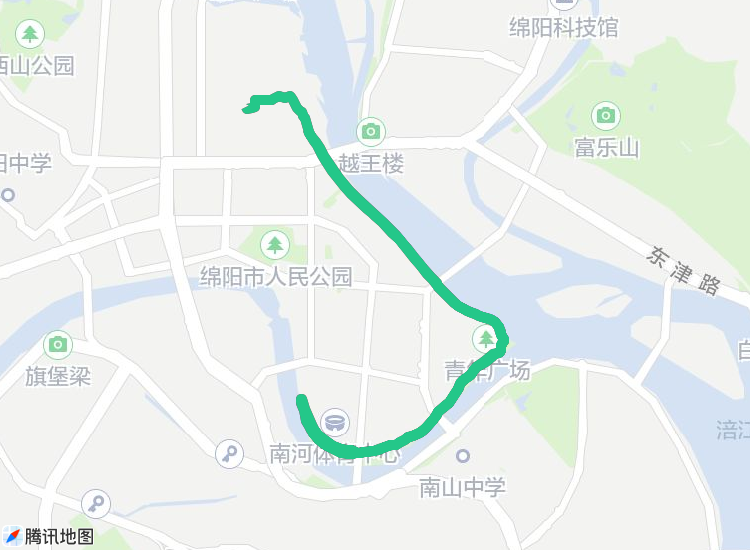 绵阳科技馆
西山公园
富乐山
越王楼
阳中学
东津路
绵阳市人民公园
旗堡梁
青年广场
白
涪江
南河体育中心
南山中学
腾讯地图